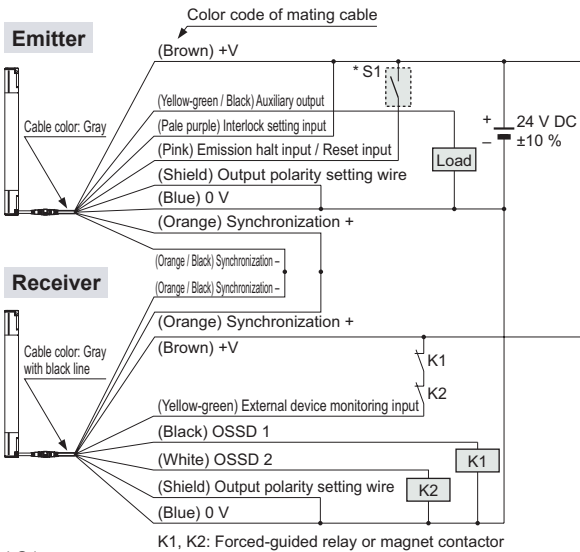 Color code of mating cable
Emitter
(Brown) +V
* S1
(Yellow-green / Black) Auxiliary output
Cable color: Gray
(Pale purple) Interlock setting input
+
–
24 V DC
±10 %
(Pink) Emission halt input / Reset input
Load
(Shield) Output polarity setting wire
(Blue) 0 V
(Orange) Synchronization +
(Orange / Black) Synchronization –
Receiver
(Orange / Black) Synchronization –
(Orange) Synchronization +
(Brown) +V
Cable color: Gray
with black line
K1
K2
(Yellow-green) External device monitoring input
(Black) OSSD 1
(White) OSSD 2
K1
(Shield) Output polarity setting wire
K2
(Blue) 0 V
K1, K2: Forced-guided relay or magnet contactor